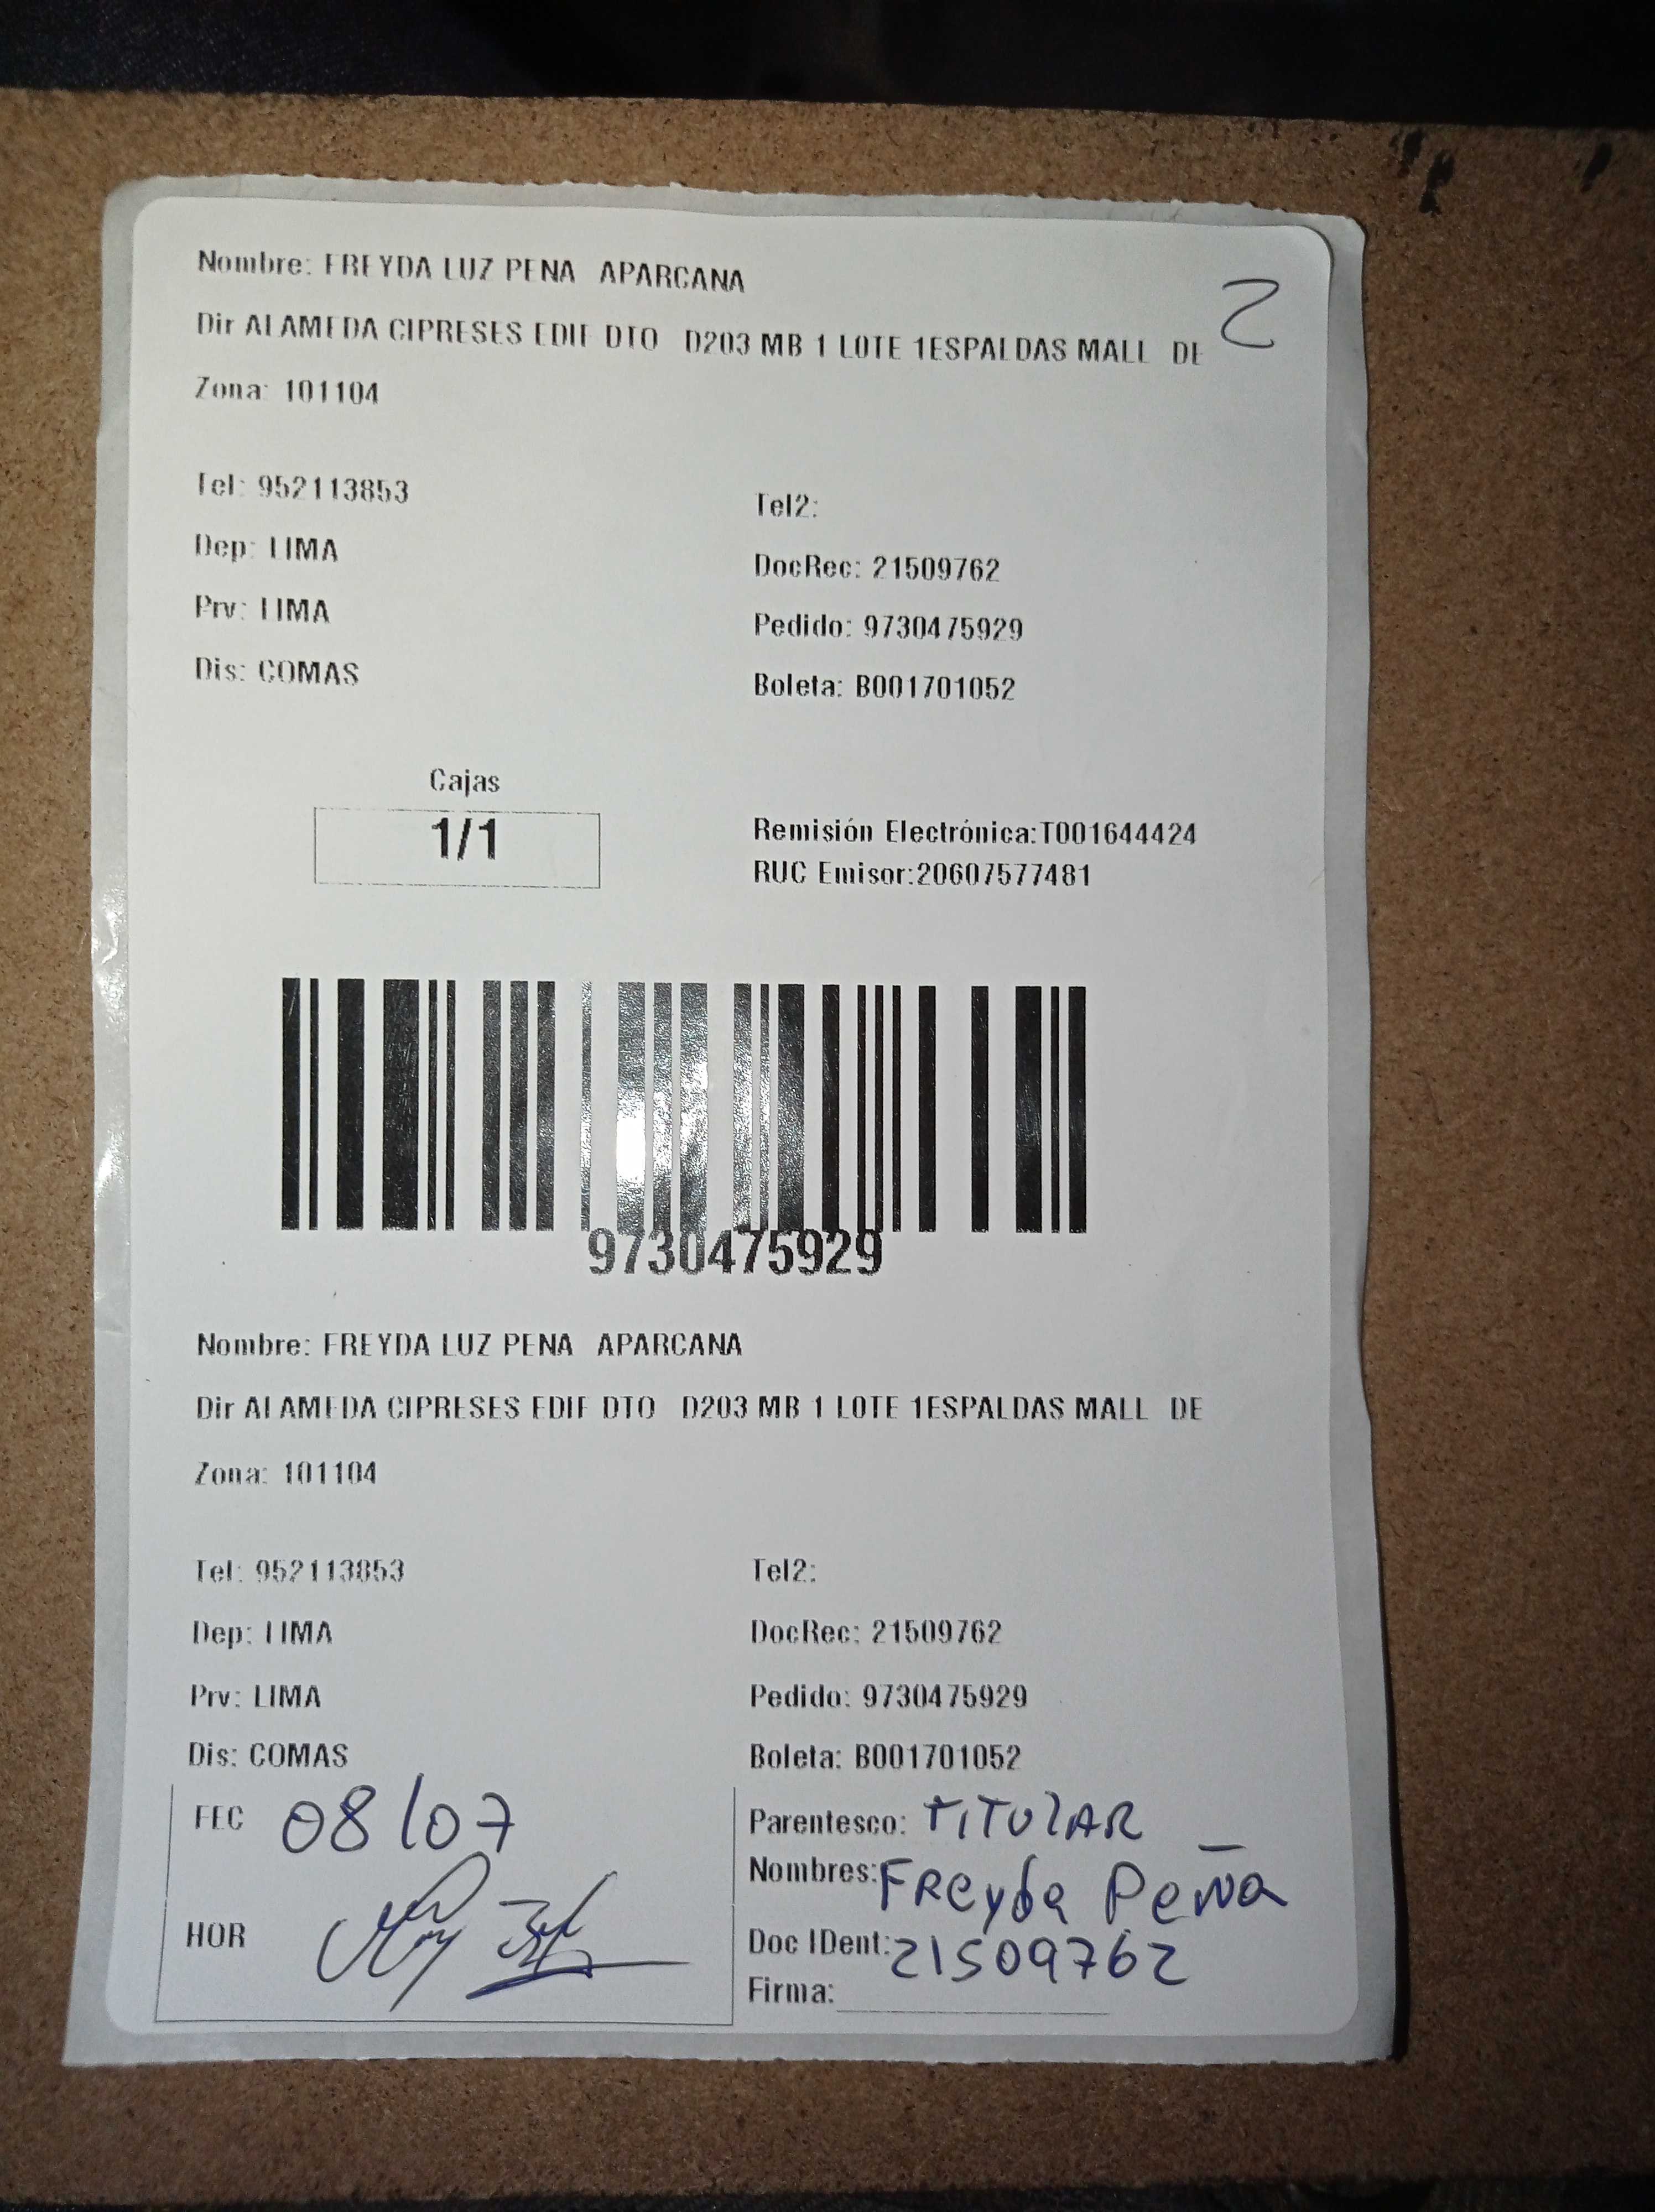 Nombre: FREYDA LUZ PENA APARCANA
2
Dir ALAMEDA CIPRESES EDIF DTO D203 MB 1 LOTE 1ESPALDAS MALL DE
Zona: 101104
Tel: 952113853
Tel2:
Dep: LIMA
DocRec: 21509762
Prv: LIMA
Pedido: 9730475929
Dis: COMAS
Boleta: B001701052
Cajas
1/1
Remisión Electrónica:T001644424
RUC Emisor:20607577481
9730475929
Nombre: FREYDA LUZ PENA APARCANA
Dir ALAMEDA CIPRESES EDIF DTO D203 MB 1 LOTE 1ESPALDAS MALL DE
Zona: 101104
Tel: 952113853
Tel2:
Dep: LIMA
DocRec: 21509762
Prv: LIMA
Pedido: 9730475929
Dis: COMAS
Boleta: B001701052
FEC 08/07
Parentesco: TITULAR
Nombres: Freyda Peña
HOR
Doc IDent: 21509762
Firma: